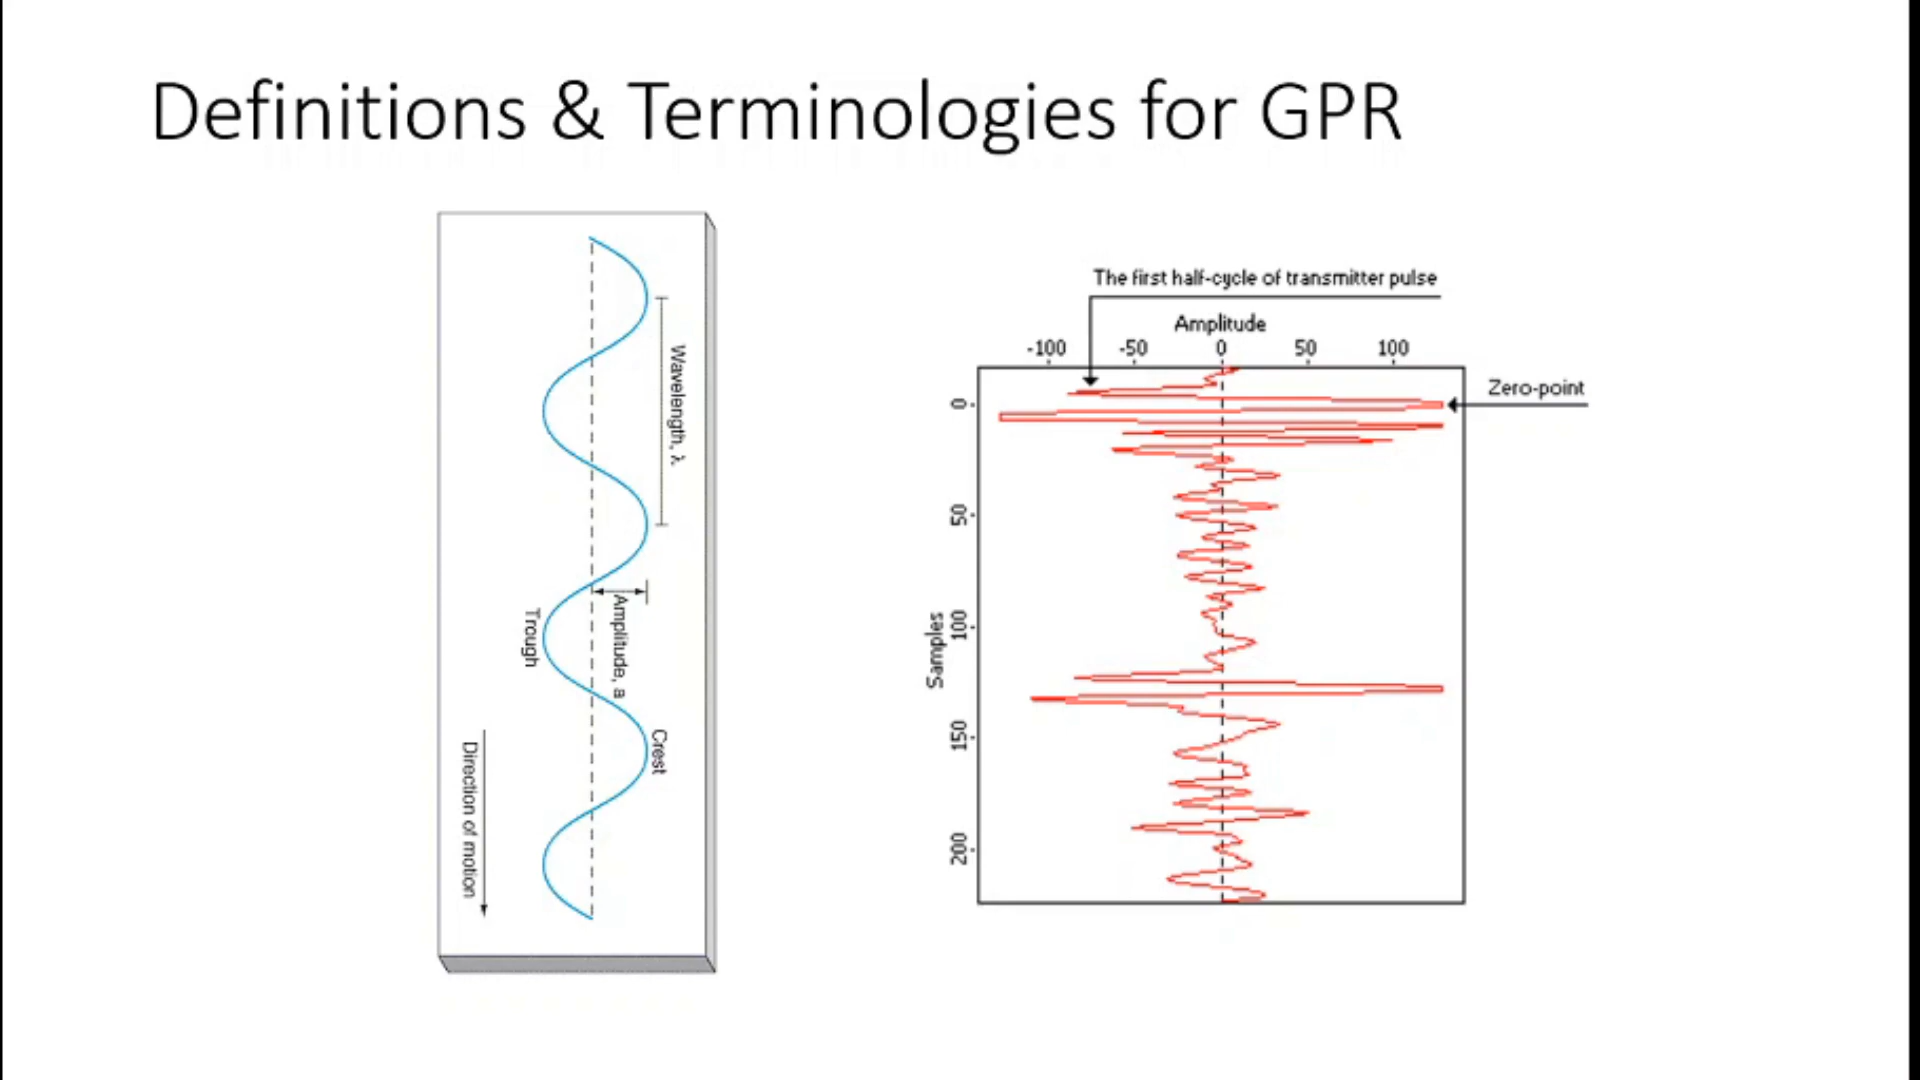 Definitions & Terminologies for GPR
Wavelength, λ
Amplitude, a
Trough
Crest
Direction of motion
The first half-cycle of transmitter pulse
Amplitude
-100 -50 0 50 100
Zero-point
Samples
0
50
100
150
200